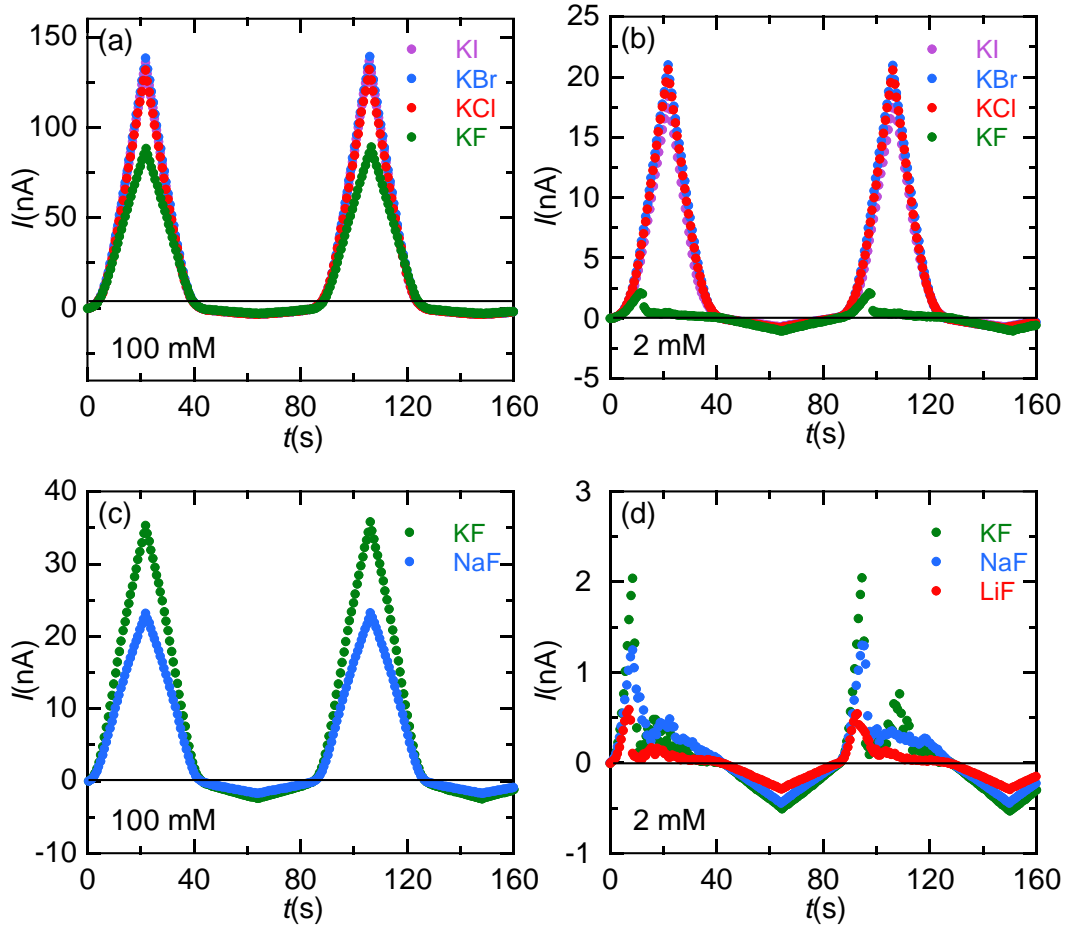 (a)
KI
KBr
KCl
KF
150
100
50
0
I(nA)
100 mM
0 40 80 120 160
t(s)
(b)
KI
KBr
KCl
KF
25
20
15
10
5
0
-5
I(nA)
2 mM
0 40 80 120 160
t(s)
(c)
KF
NaF
40
30
20
10
0
-10
I(nA)
100 mM
0 40 80 120 160
t(s)
(d)
KF
NaF
LiF
3
2
1
0
-1
I(nA)
2 mM
0 40 80 120 160
t(s)